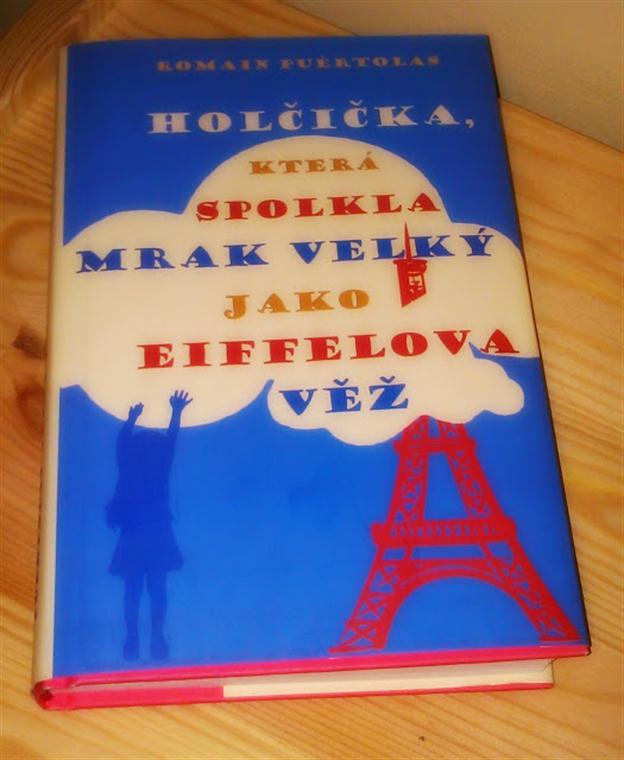 ROMAIN PUÉRTOLAS
HOLČIČKA,
KTERÁ
SPOLKLA
MRAK VELKÝ
JAKO
EIFFELOVA
VĚŽ